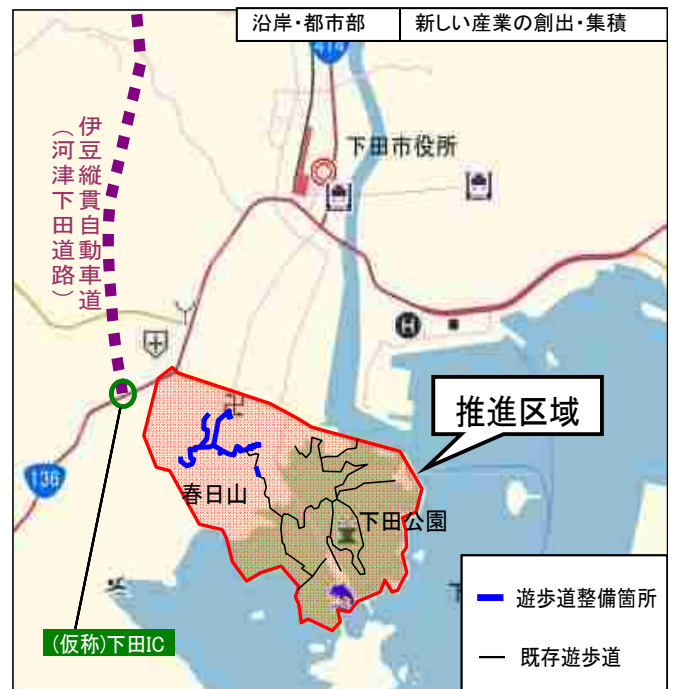 沿岸・都市部 新しい産業の創出・集積
414
下田市役所
伊豆縦貫自動車道
（河津下田道路）
H
推進区域
136
春日山
下田公園
(仮称)下田IC
遊歩道整備箇所
既存遊歩道